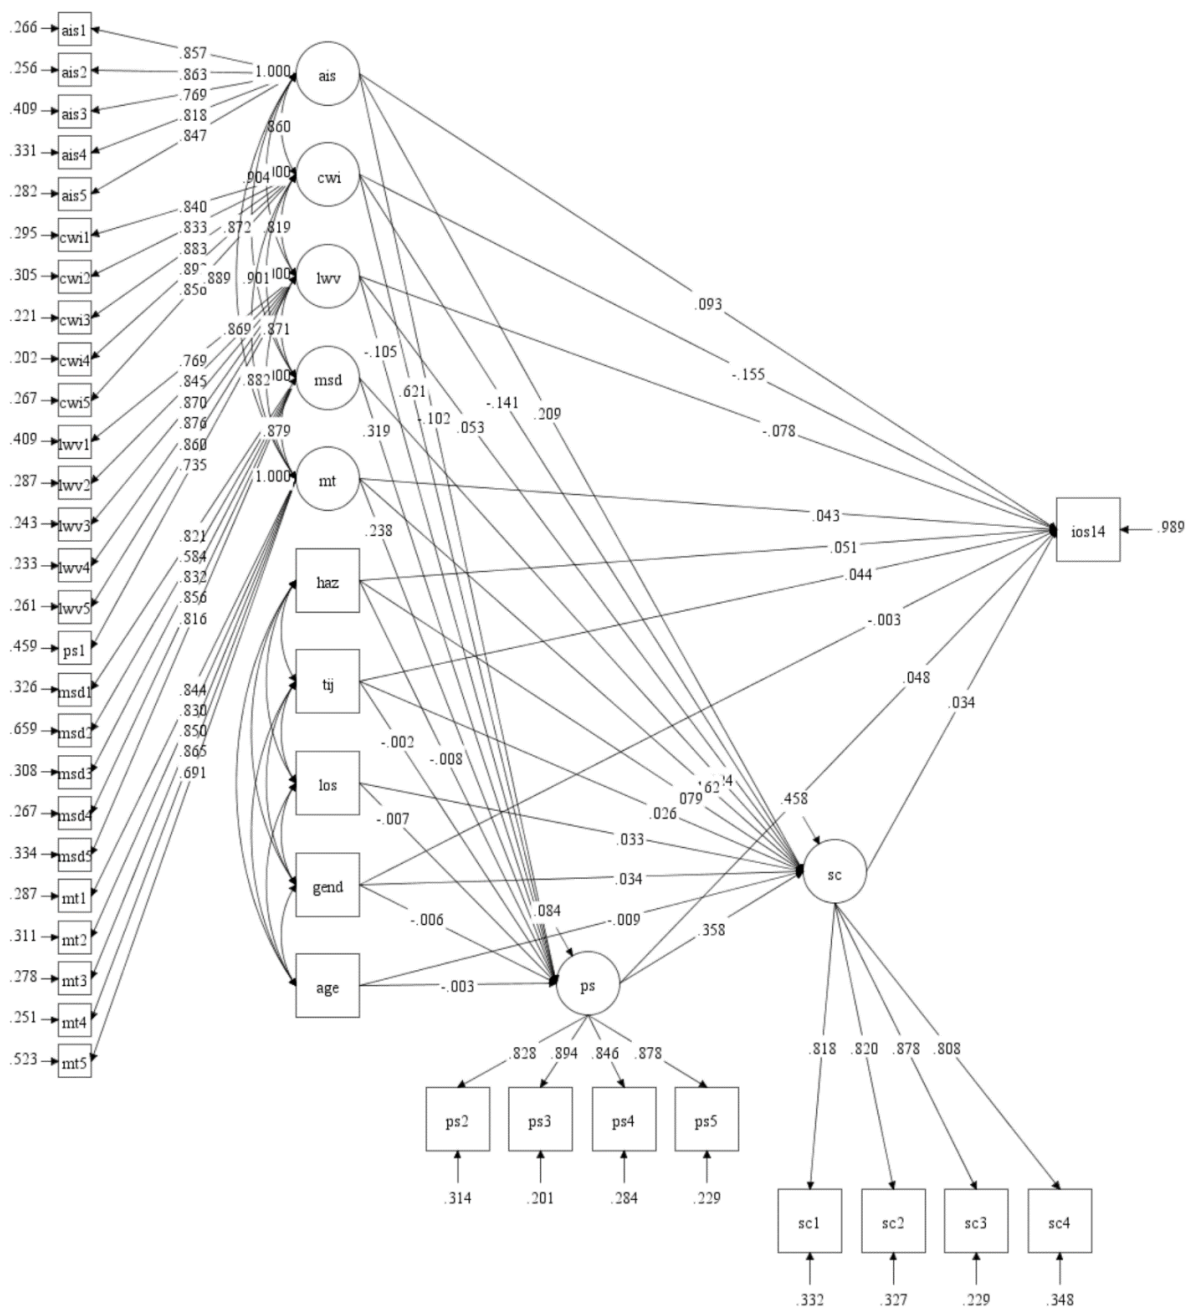 .266 ais1
.857
.256 ais2
.863
1.000
ais
.769
.409 ais3
.818
.847
.860
.331 ais4
.282 ais5
.904
cwi
.840
.295 cwi1
.833
.872
.819
.883
.305 cwi2
.889
.901
lwv
.856
.093
.221 cwi3
.869
.871
.202 cwi4
.769
-.105
.845
.882
msd
-.155
.267 cwi5
.870
.621
-.141
.209
.876
-.102
.319
.053
.879
-.078
.409 lwv1
.860
.735
.287 lwv2
1.000
mt
.243 lwv3
.043
ios14
.989
.821
.238
.584
.051
.233 lwv4
.832
haz
.044
.856
.261 lwv5
.816
-.003
.459 ps1
.326 msd1
.844
tij
.048
.830
.034
.659 msd2
.850
-.002
.865
-.008
.308 msd3
.691
los
.267 msd4
.079
.458
.026
-.007
.033
.334 msd5
sc
.287 mt1
gend
.034
-.006
.084
-.009
.311 mt2
.358
.278 mt3
age
-.003
ps
.251 mt4
.523 mt5
.828 .894 .846 .878
.818 .820 .878 .808
ps2 ps3 ps4 ps5
.314 .201 .284 .229
sc1 sc2 sc3 sc4
.332 .327 .229 .348